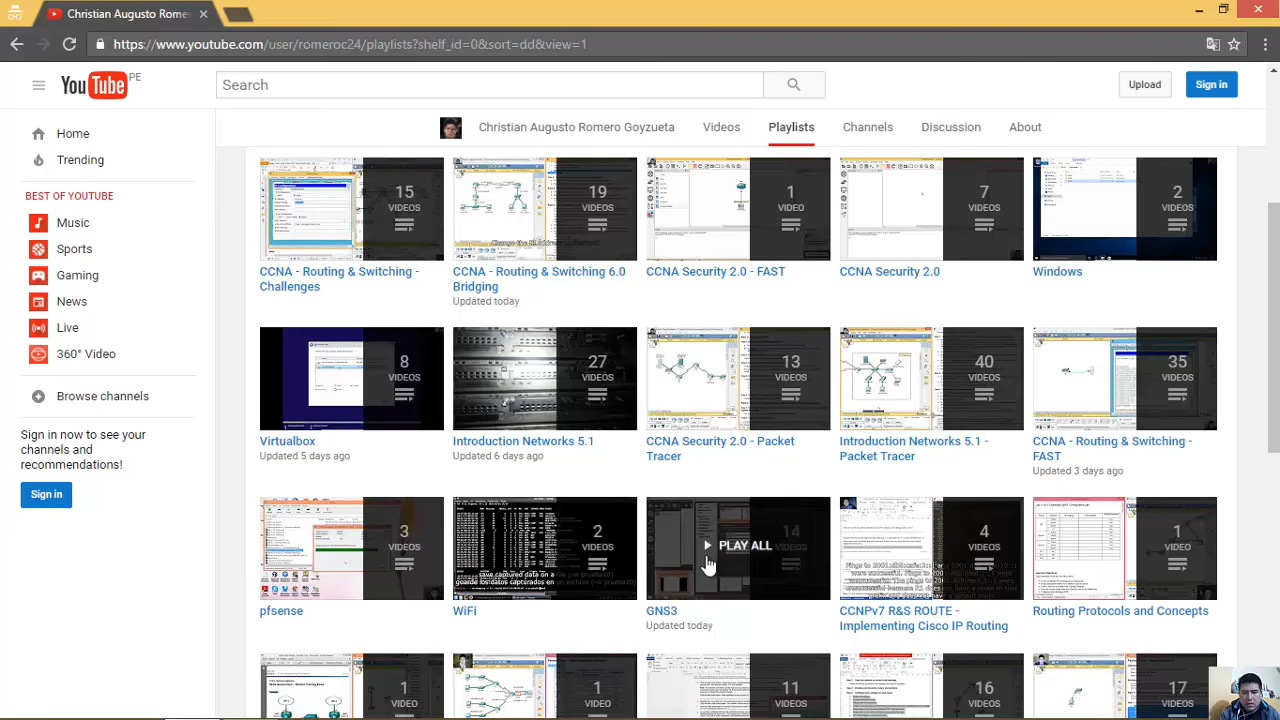 Christian Augusto Romer
https://www.youtube.com/user/romeroc24/playlists?shelf_id=0&sort=dd&view=1
YouTube PE
Search
Upload
Sign in
Christian Augusto Romero Goyzueta
Videos
Playlists
Channels
Discussion
About
Home
Trending
BEST OF YOUTUBE
Music
Sports
Gaming
News
Live
360° Video
Browse channels
Sign in now to see your
channels and
recommendations!
Sign in
15
VIDEOS
CCNA - Routing & Switching -
Challenges
19
VIDEOS
CCNA - Routing & Switching 6.0
Bridging
Updated today
1
VIDEO
CCNA Security 2.0 - FAST
7
VIDEOS
CCNA Security 2.0
2
VIDEOS
Windows
8
VIDEOS
Virtualbox
Updated 5 days ago
27
VIDEOS
Introduction Networks 5.1
Updated 6 days ago
13
VIDEOS
CCNA Security 2.0 - Packet
Tracer
40
VIDEOS
Introduction Networks 5.1 -
Packet Tracer
35
VIDEOS
CCNA - Routing & Switching -
FAST
Updated 3 days ago
3
VIDEOS
pfsense
2
VIDEOS
WiFi
PLAY ALL
14
VIDEOS
GNS3
Updated today
4
VIDEOS
CCNPv7 R&S ROUTE -
Implementing Cisco IP Routing
1
VIDEO
Routing Protocols and Concepts
11
VIDEOS
16
VIDEOS
VIDEOS